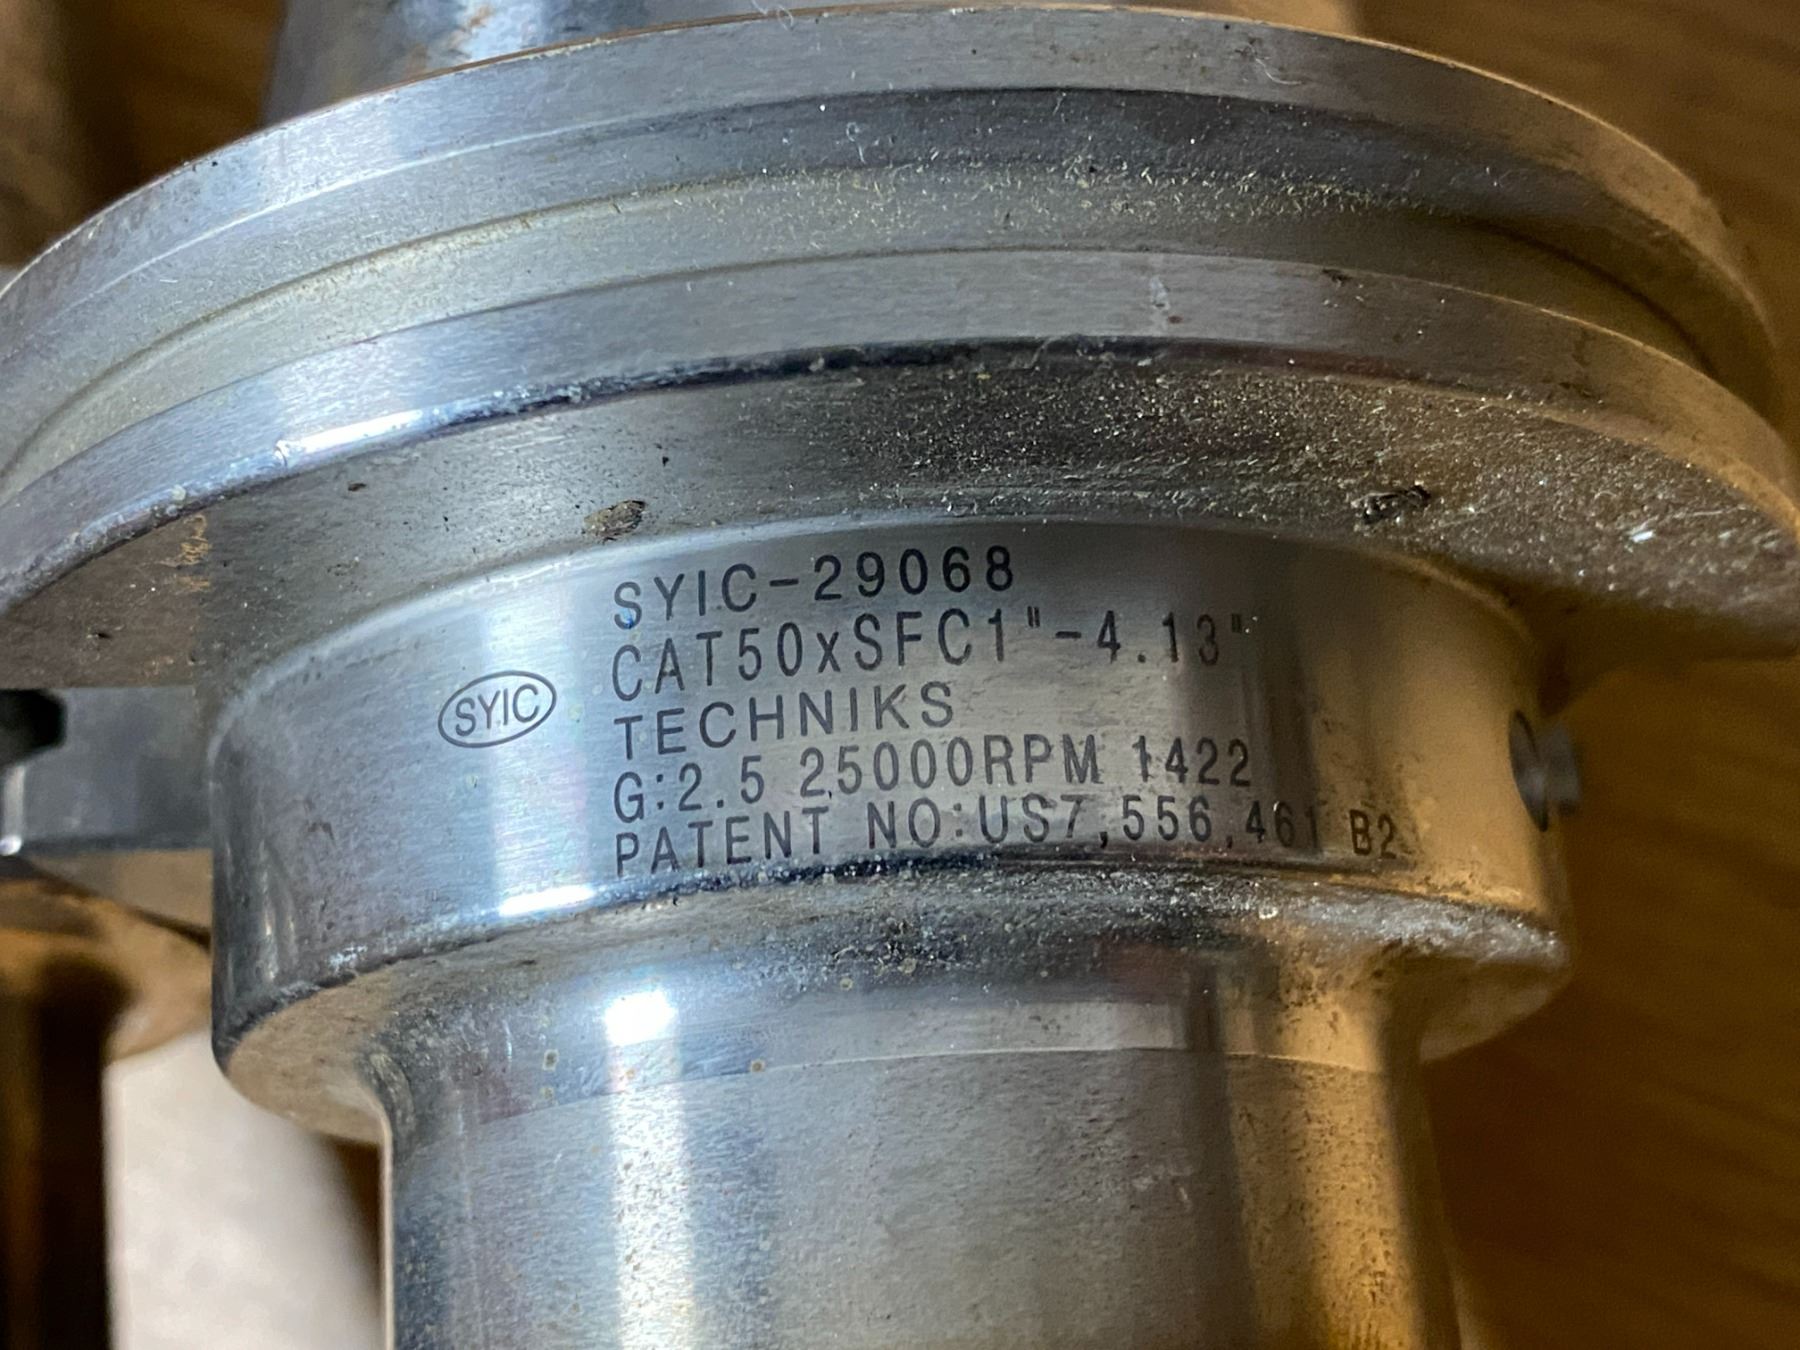 SYIC-29068
CAT50xSFC1"-4.13"
SYIC
TECHNIKS
G:2.5 25000RPM 1422
PATENT NO:US7,556,461 B2